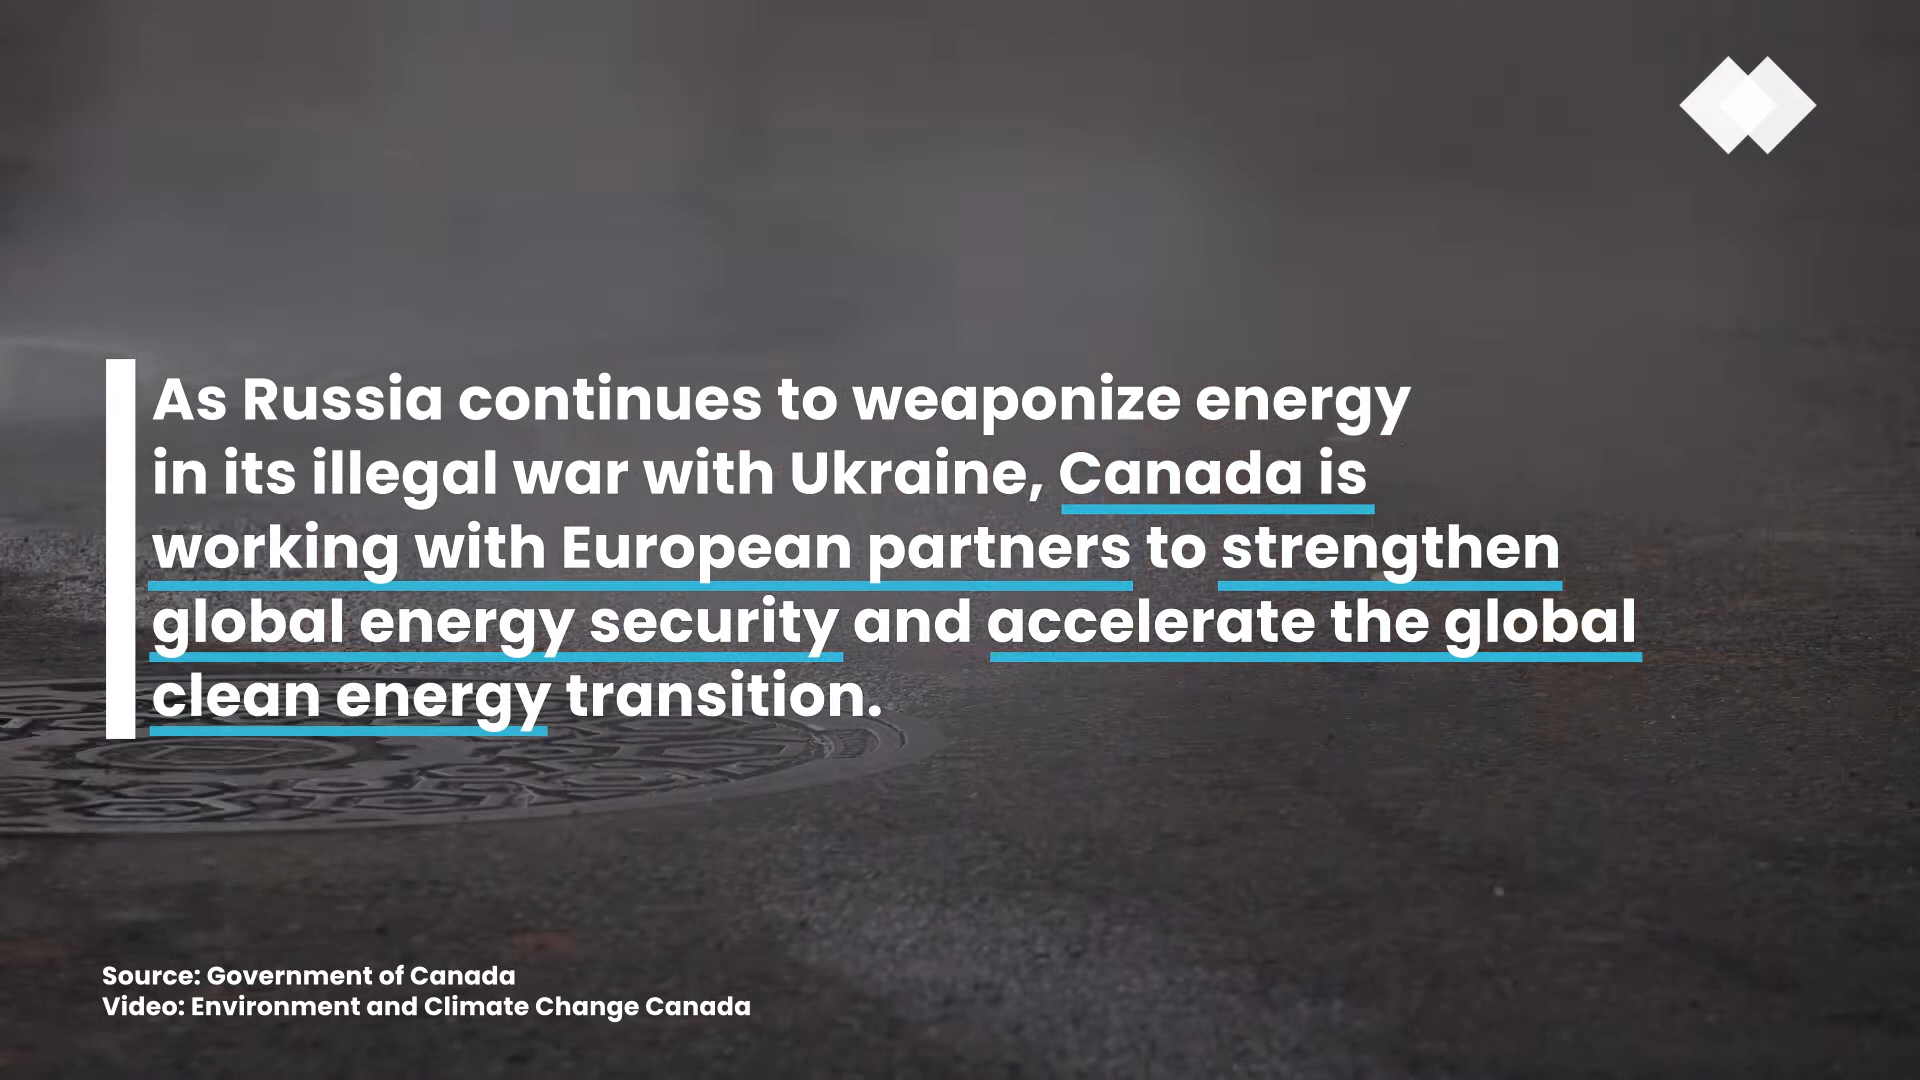 As Russia continues to weaponize energy
in its illegal war with Ukraine, Canada is
working with European partners to strengthen
global energy security and accelerate the global
clean energy transition.
Source: Government of Canada
Video: Environment and Climate Change Canada